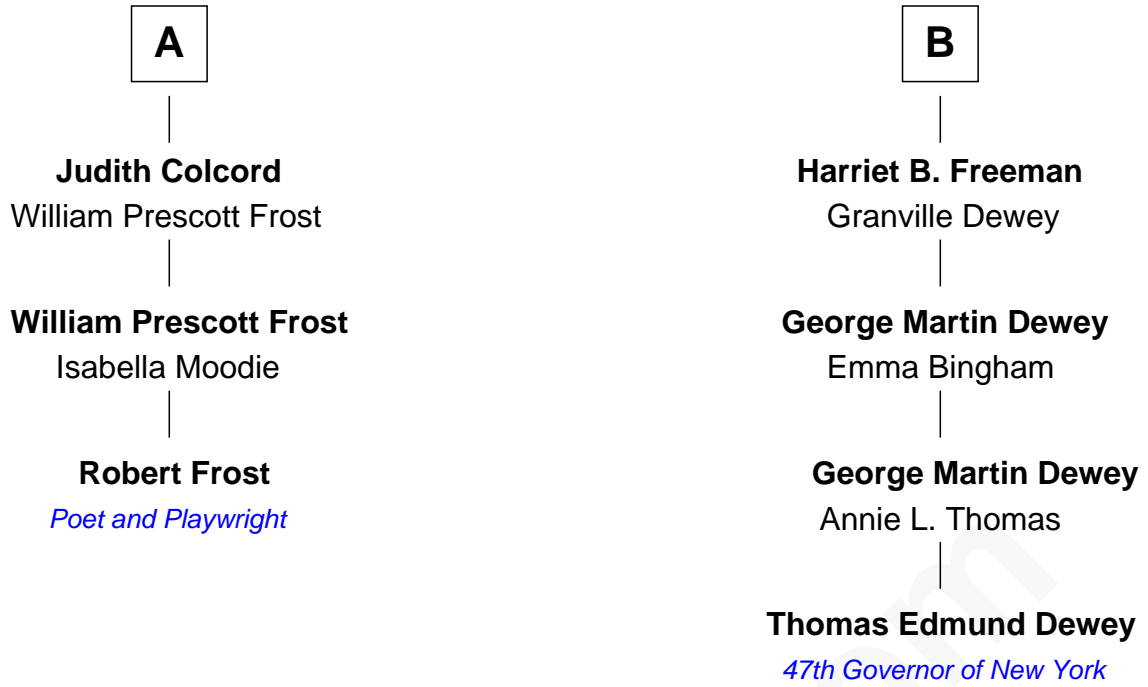 A
Judith Colcord
William Prescott Frost
William Prescott Frost
Isabella Moodie
Robert Frost
Poet and Playwright
B
Harriet B. Freeman
Granville Dewey
George Martin Dewey
Emma Bingham
George Martin Dewey
Annie L. Thomas
Thomas Edmund Dewey
47th Governor of New York